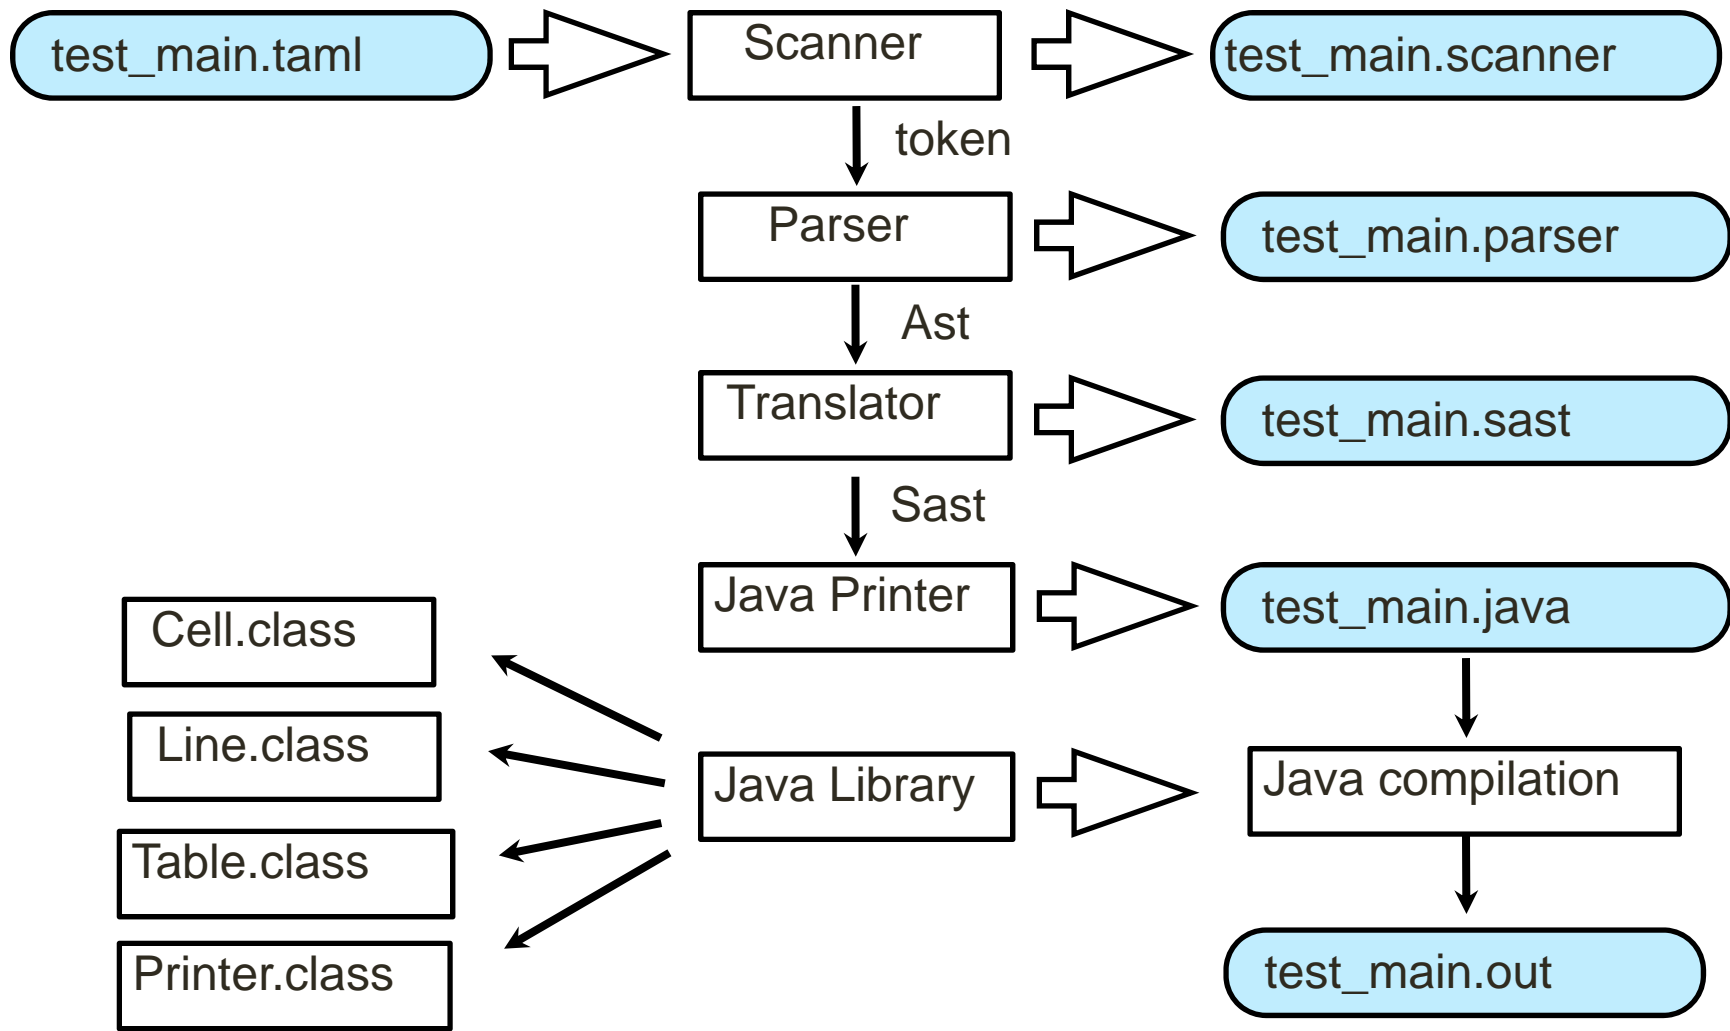 test_main.taml
Scanner
test_main.scanner
token
Parser
test_main.parser
Ast
Translator
test_main.sast
Sast
Java Printer
test_main.java
Cell.class
Line.class
Java Library
Java compilation
Table.class
Printer.class
test_main.out